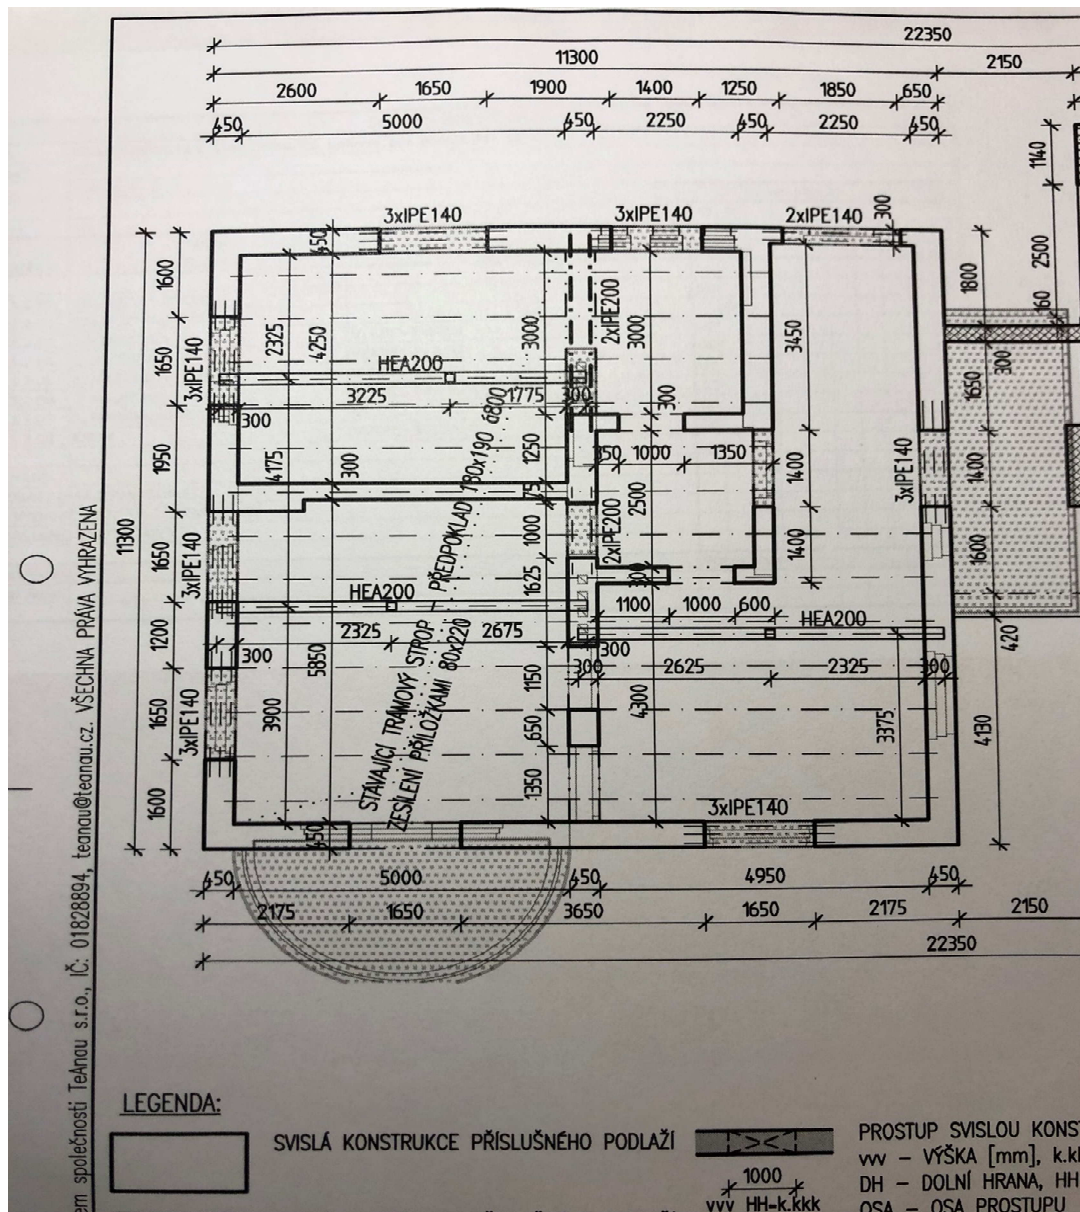 22350
11300
2150
2600 1650 1900 1400 1250 1850 650
450 5000 450 2250 450 2250 450
1140
2500
160
3xIPE140 3xIPE140 2xIPE140 300
450
1600
1650
1950
1650
1200
1650
1600
11300
3xIPE140
3xIPE140
3xIPE140
2325
4250
3000
2xIPE200
3000
3450
1800
HEA200
3225 1775 300
300
300
4175
300
1250
350 1000 1350
1400
3xIPE140
1650
300
1400
75
2500
1000
2xIPE200
1400
1600
1625
300
HEA200
1100 1000 600
HEA200
2325 2675
300
300
300 2625 2325 300
420
5850
3900
1150
4300
3375
4130
650
1350
3xIPE140
450
STÁVAJÍCÍ TRÁMOVÝ STROP – PŘEDPOKLAD 180x190 á800
ZESÍLENÍ PŘÍLOŽKAMI 80x220
450 5000 450 4950 450
2175 1650 3650 1650 2175 2150
22350
em společnosti TeAnau s.r.o., IČ: 01828894, teanau@teanau.cz. VŠECHNA PRÁVA VYHRAZENA
LEGENDA:
SVISLÁ KONSTRUKCE PŘÍSLUŠNÉHO PODLAŽÍ
1000
vvv HH-k.kkk
PROSTUP SVISLOU KONS
vvv – VÝŠKA [mm], k.k
DH – DOLNÍ HRANA, HH
OSA – OSA PROSTUPU